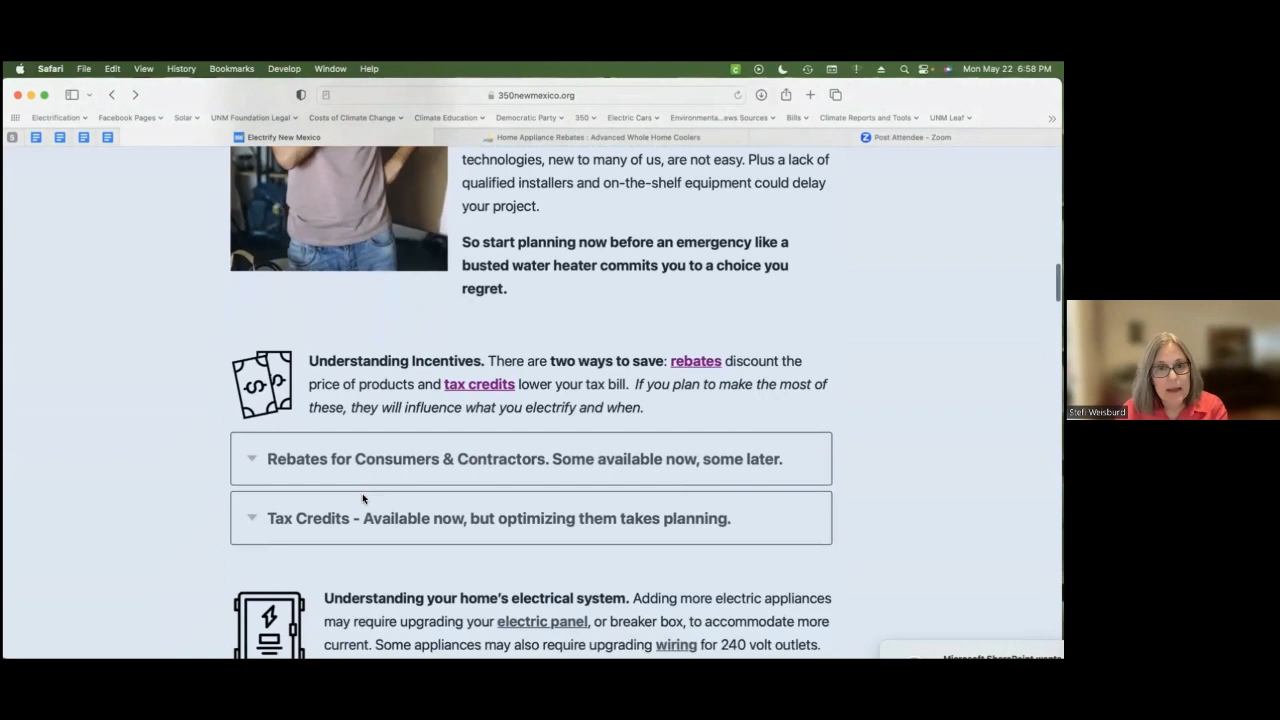 Safari File Edit View History Bookmarks Develop Window Help Mon May 22 6:58 PM
350newmexico.org
Electrification Facebook Pages Solar UNM Foundation Legal Costs of Climate Change Climate Education Democratic Party 350 Electric Cars Environmenta...ews Sources Bills Climate Reports and Tools UNM Leaf
S Electrify New Mexico Home Appliance Rebates : Advanced Whole Home Coolers Post Attendee - Zoom
technologies, new to many of us, are not easy. Plus a lack of
qualified installers and on-the-shelf equipment could delay
your project.
So start planning now before an emergency like a
busted water heater commits you to a choice you
regret.
Understanding Incentives. There are two ways to save: rebates discount the
price of products and tax credits lower your tax bill. If you plan to make the most of
these, they will influence what you electrify and when.
Rebates for Consumers & Contractors. Some available now, some later.
Tax Credits - Available now, but optimizing them takes planning.
Understanding your home's electrical system. Adding more electric appliances
may require upgrading your electric panel, or breaker box, to accommodate more
current. Some appliances may also require upgrading wiring for 240 volt outlets.
Stefi Weisburd